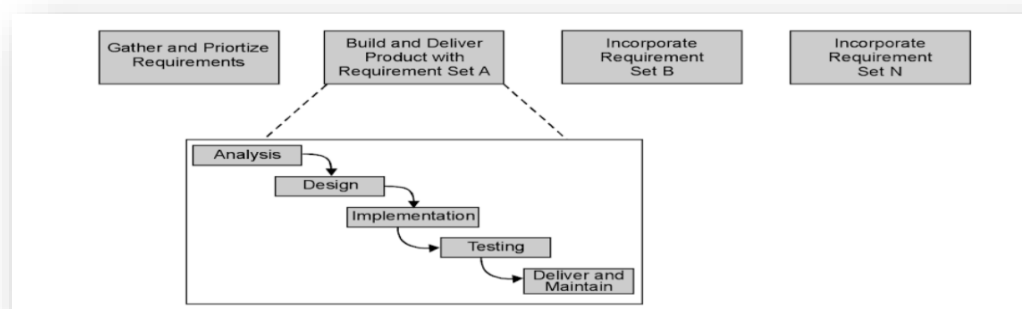 Gather and Priortize
Requirements
Build and Deliver
Product with
Requirement Set A
Incorporate
Requirement
Set B
Incorporate
Requirement
Set N
Analysis
Design
Implementation
Testing
Deliver and
Maintain